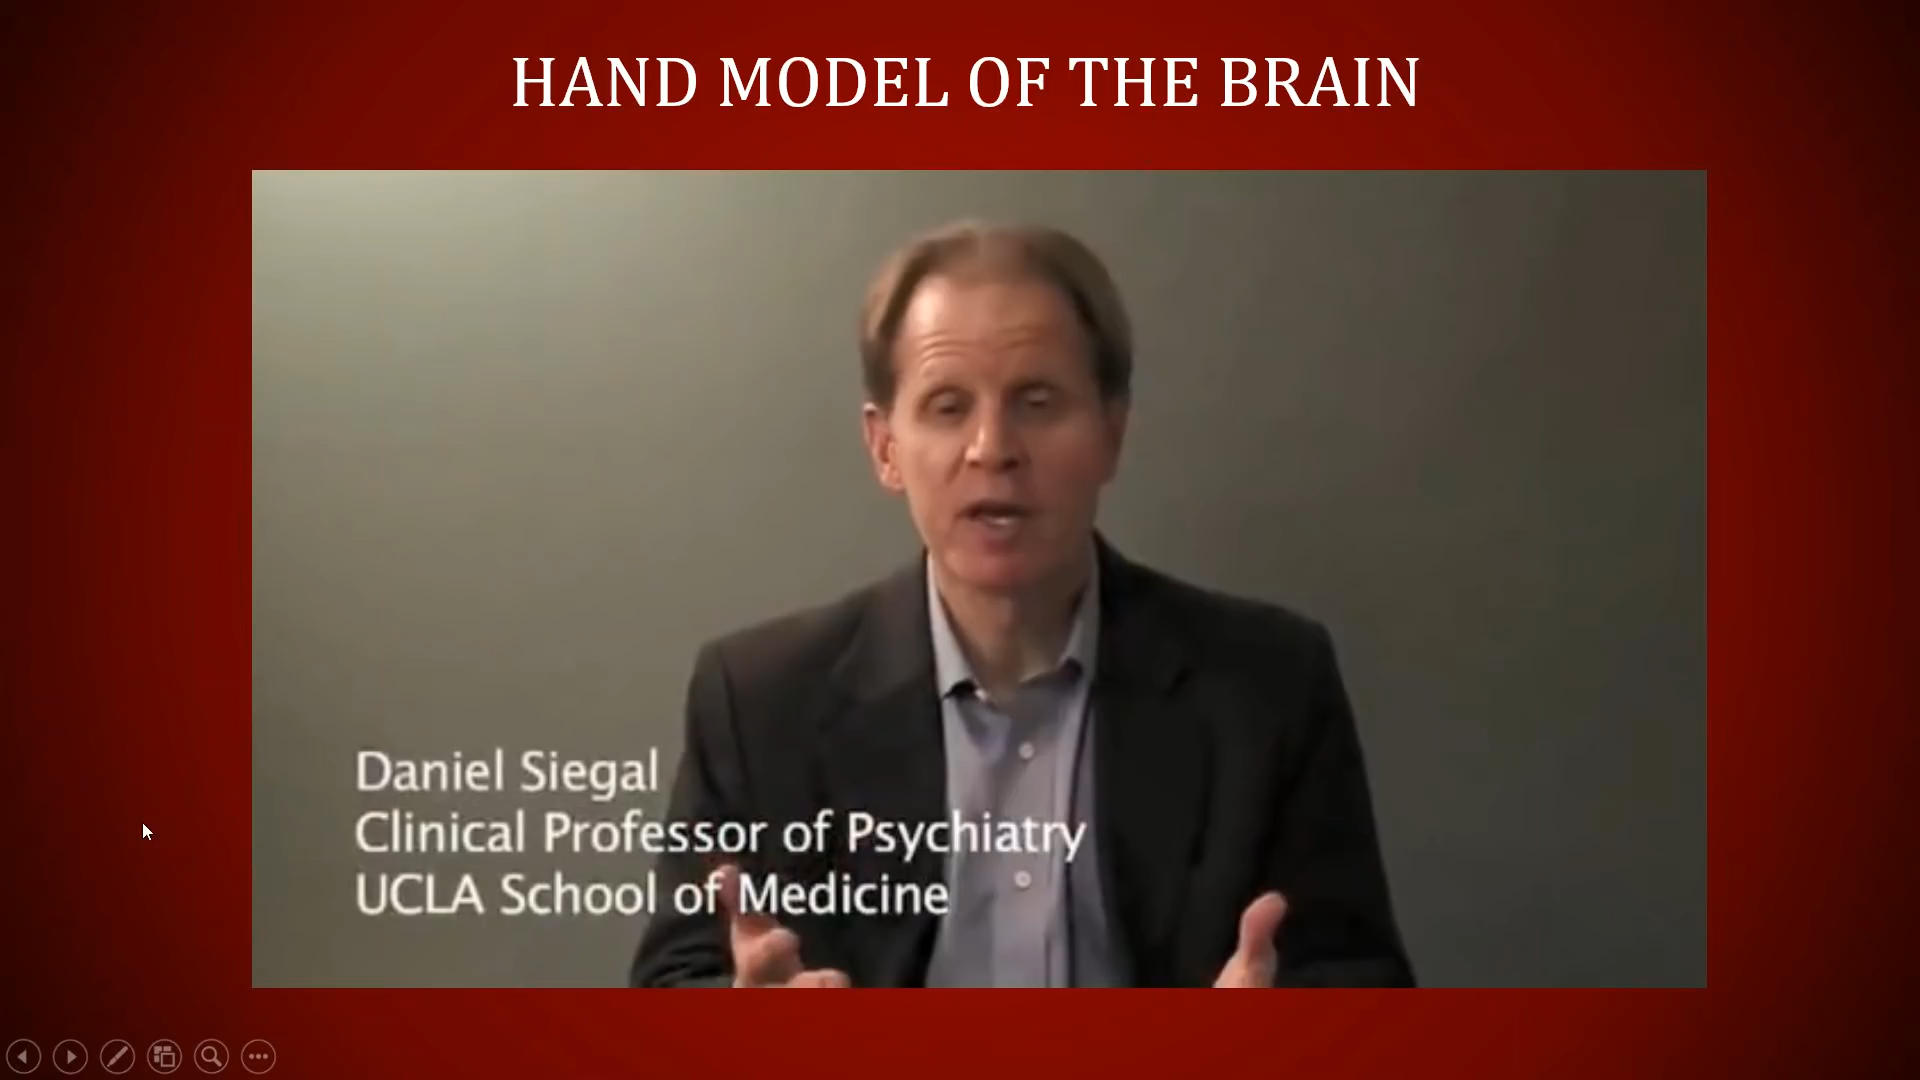 HAND MODEL OF THE BRAIN
Daniel Siegal
Clinical Professor of Psychiatry
UCLA School of Medicine